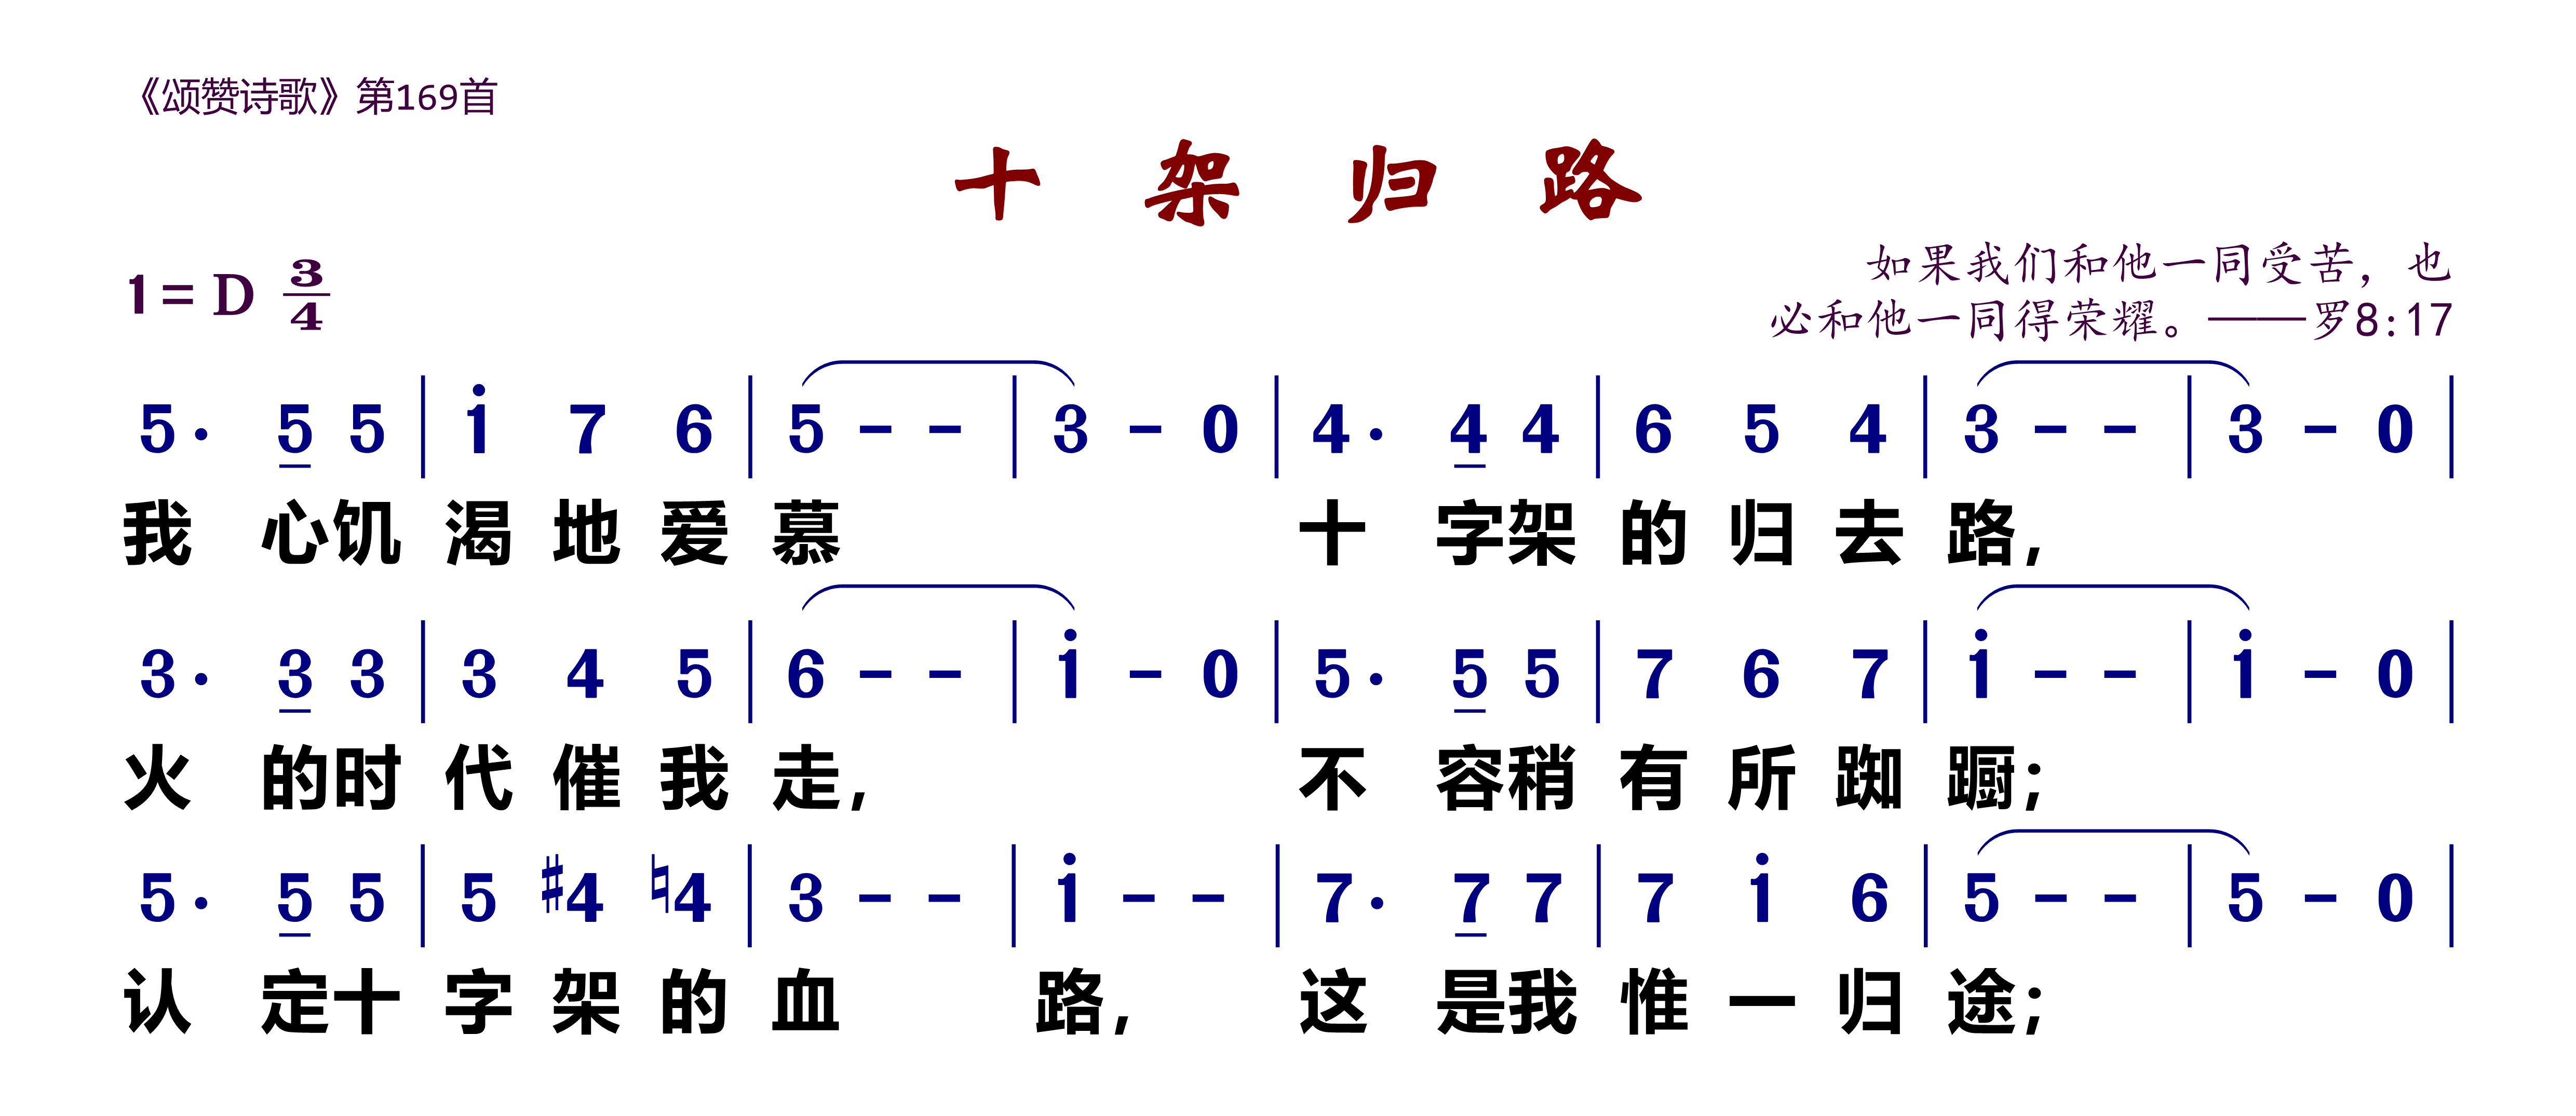 《颂赞诗歌》第169首
十 架 归 路
1= D 3/4
如果我们和他一同受苦，也
必和他一同得荣耀。——罗8:17
5· 5 5 | i 7 6 | 5 - - | 3 - 0 | 4· 4 4 | 6 5 4 | 3 - - | 3 - 0 |
我 心饥 渴 地 爱 慕 十 字架 的 归 去 路,
3· 3 3 | 3 4 5 | 6 - - | i - 0 | 5· 5 5 | 7 6 7 | i - - | i - 0 |
火 的时 代 催 我 走, 不 容稍 有 所 踟 蹰;
5· 5 5 | 5 #4 ♮4 | 3 - - | i - - | 7· 7 7 | 7 i 6 | 5 - - | 5 - 0 |
认 定十 字 架 的 血 路, 这 是我 惟 一 归 途;